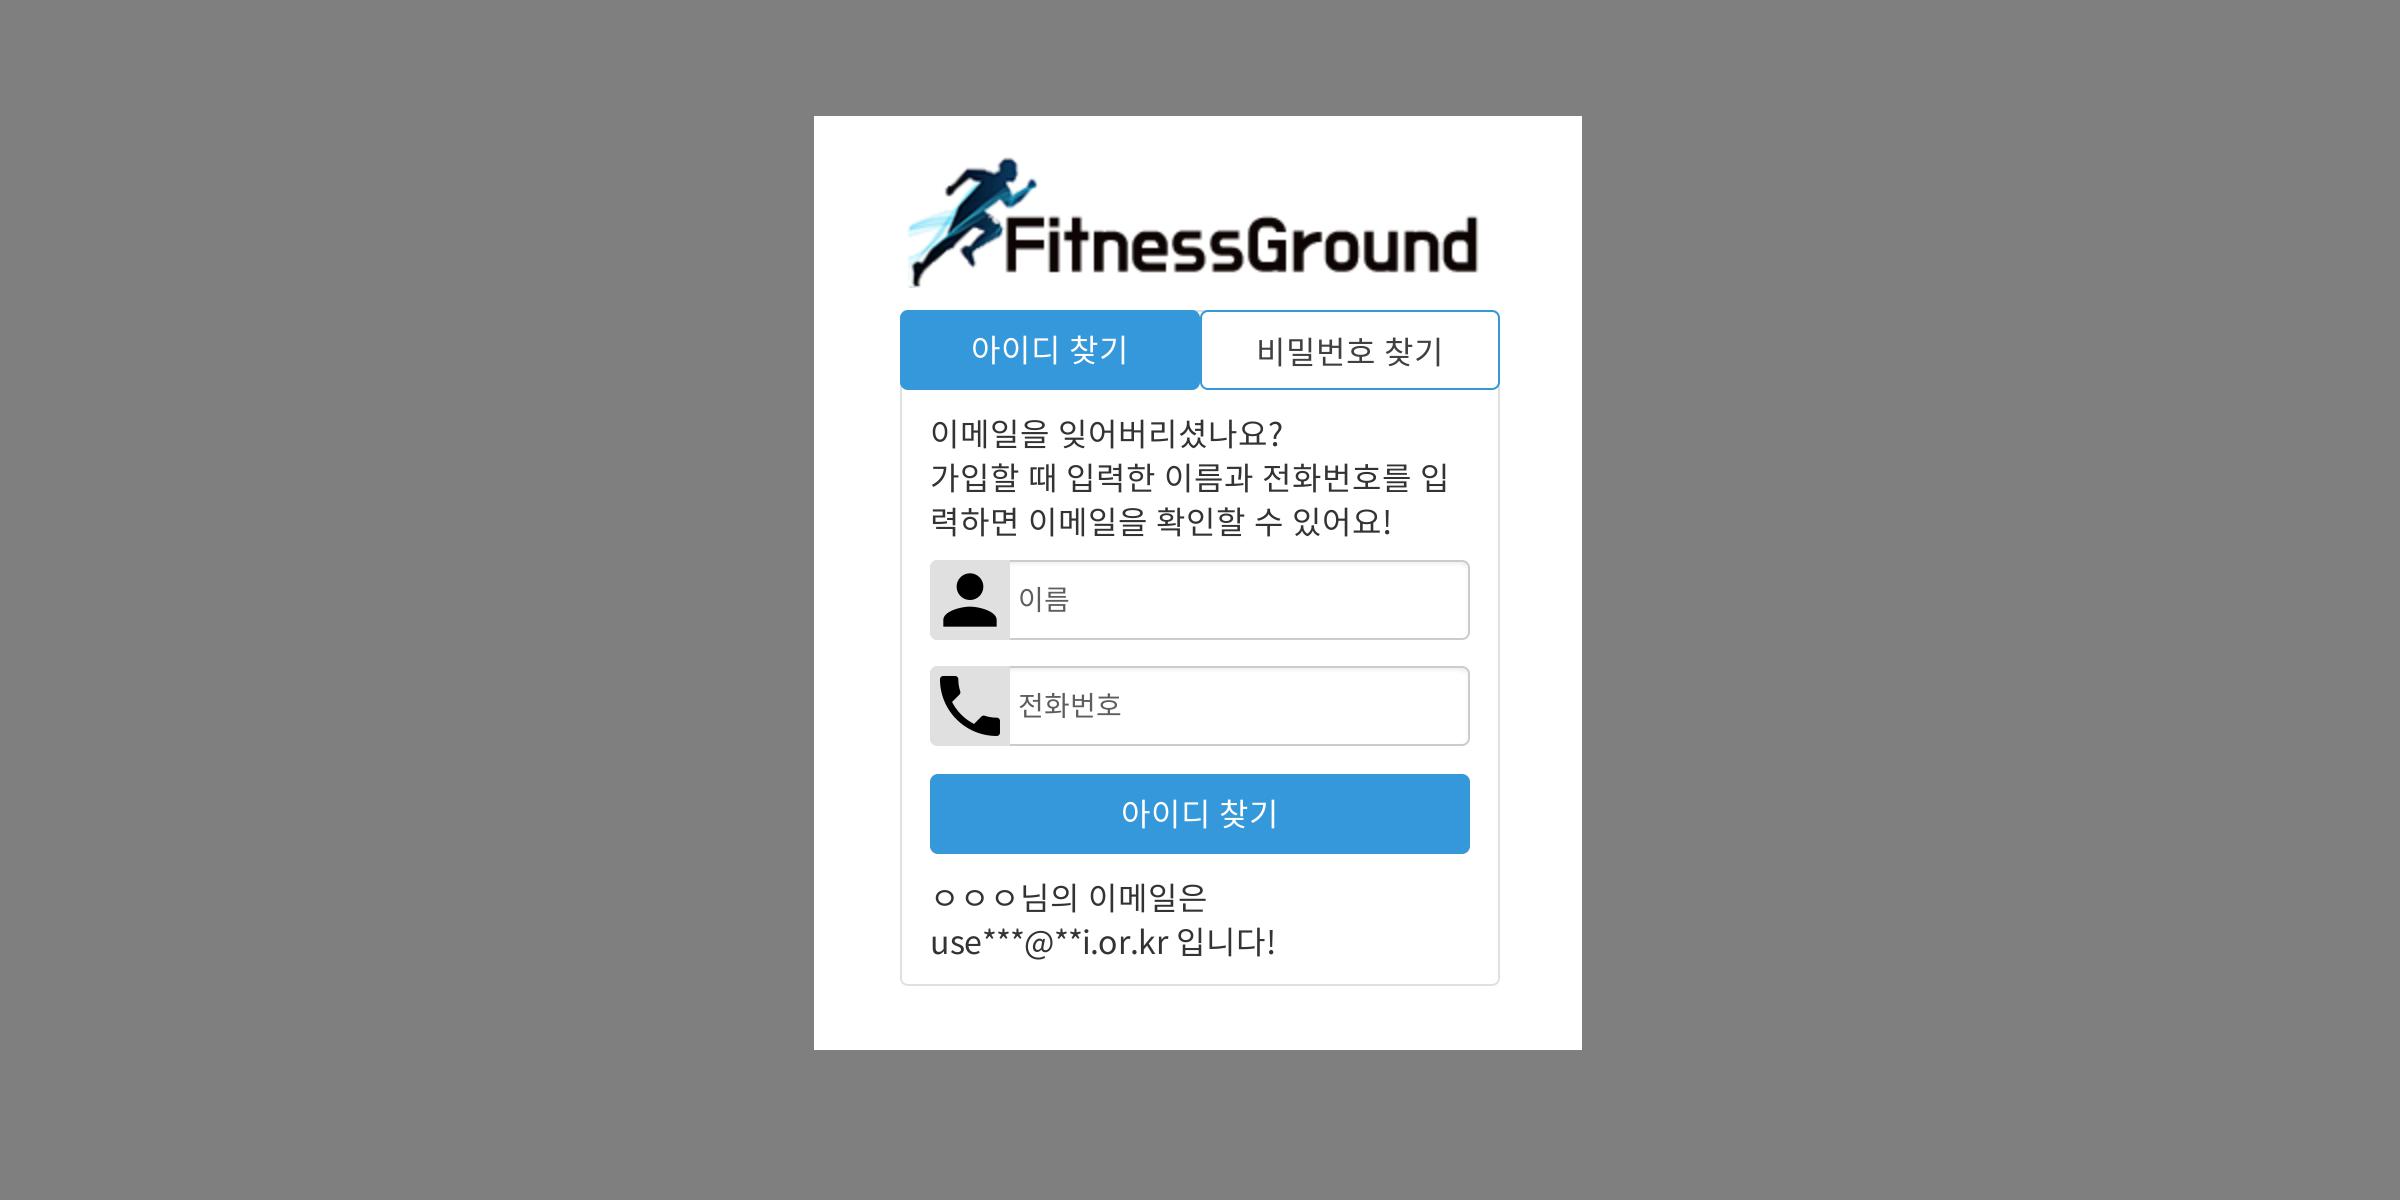 FitnessGround
아이디 찾기
비밀번호 찾기
이메일을 잊어버리셨나요?
가입할 때 입력한 이름과 전화번호를 입
력하면 이메일을 확인할 수 있어요!
이름
전화번호
아이디 찾기
ㅇㅇㅇ님의 이메일은
use***@**i.or.kr 입니다!